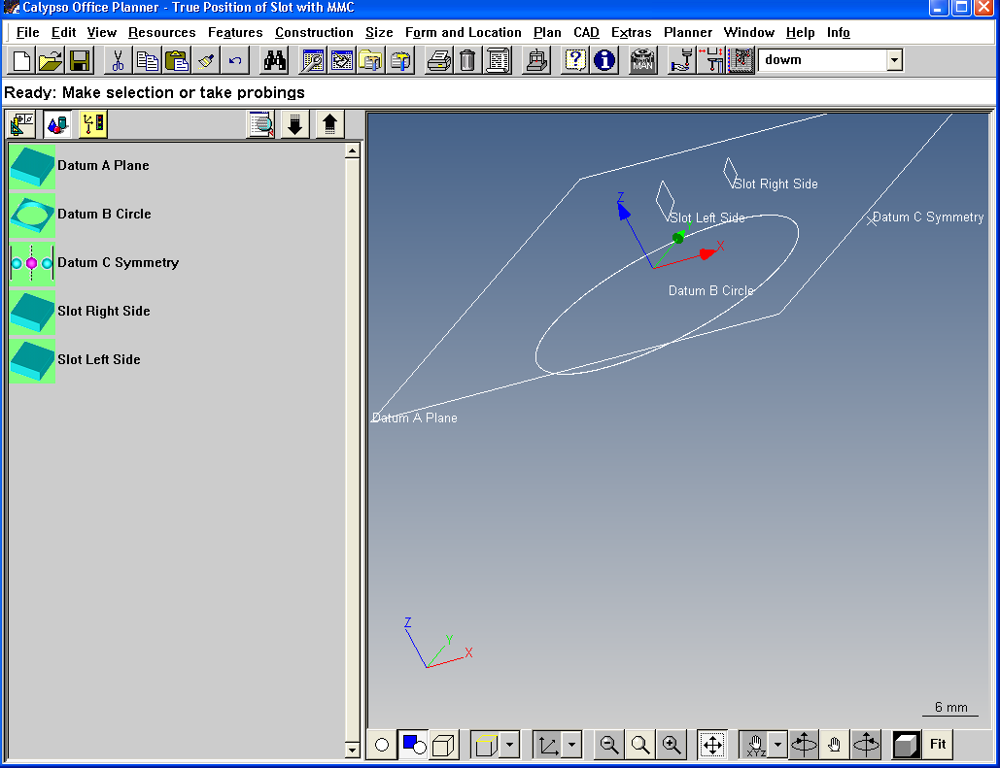 Calypso Office Planner - True Position of Slot with MMC
File Edit View Resources Features Construction Size Form and Location Plan CAD Extras Planner Window Help Info
MAN
dowm
Ready: Make selection or take probings
Datum A Plane
Datum B Circle
Datum C Symmetry
Slot Right Side
Slot Left Side
Slot Right Side
Z
Slot Left Side
Datum C Symmetry
Y
X
Datum B Circle
Datum A Plane
Z
Y
X
6 mm
XYZ
Fit